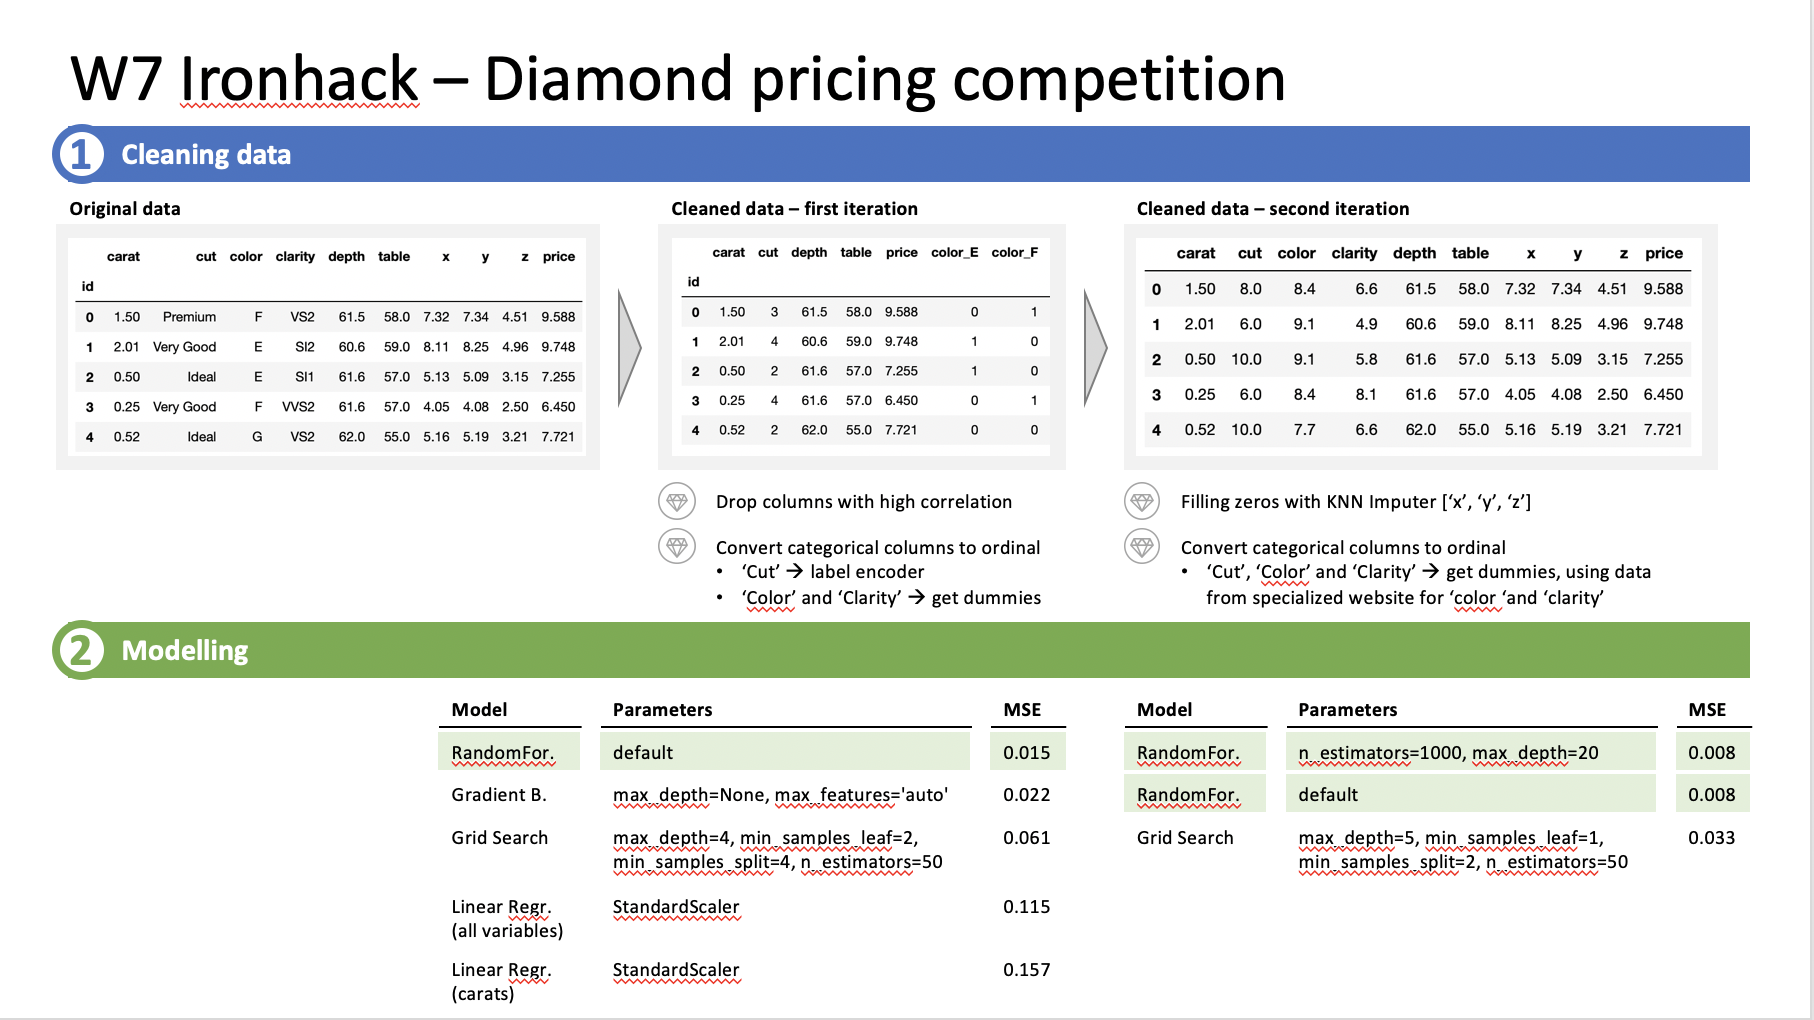 W7 Ironhack – Diamond pricing competition
1 Cleaning data
Original data
carat cut color clarity depth table x y z price
id
0 1.50 Premium F VS2 61.5 58.0 7.32 7.34 4.51 9.588
1 2.01 Very Good E SI2 60.6 59.0 8.11 8.25 4.96 9.748
2 0.50 Ideal E SI1 61.6 57.0 5.13 5.09 3.15 7.255
3 0.25 Very Good F VVS2 61.6 57.0 4.05 4.08 2.50 6.450
4 0.52 Ideal G VS2 62.0 55.0 5.16 5.19 3.21 7.721
Cleaned data – first iteration
carat cut depth table price color_E color_F
id
0 1.50 3 61.5 58.0 9.588 0 1
1 2.01 4 60.6 59.0 9.748 1 0
2 0.50 2 61.6 57.0 7.255 1 0
3 0.25 4 61.6 57.0 6.450 0 1
4 0.52 2 62.0 55.0 7.721 0 0
Drop columns with high correlation
Convert categorical columns to ordinal
• ‘Cut’ → label encoder
• ‘Color’ and ‘Clarity’ → get dummies
Cleaned data – second iteration
carat cut color clarity depth table x y z price
0 1.50 8.0 8.4 6.6 61.5 58.0 7.32 7.34 4.51 9.588
1 2.01 6.0 9.1 4.9 60.6 59.0 8.11 8.25 4.96 9.748
2 0.50 10.0 9.1 5.8 61.6 57.0 5.13 5.09 3.15 7.255
3 0.25 6.0 8.4 8.1 61.6 57.0 4.05 4.08 2.50 6.450
4 0.52 10.0 7.7 6.6 62.0 55.0 5.16 5.19 3.21 7.721
Filling zeros with KNN Imputer [‘x’, ‘y’, ‘z’]
Convert categorical columns to ordinal
• ‘Cut’, ‘Color’ and ‘Clarity’ → get dummies, using data
from specialized website for ‘color ‘and ‘clarity’
2 Modelling
Model Parameters MSE
RandomFor. default 0.015
Gradient B. max_depth=None, max_features='auto' 0.022
Grid Search max_depth=4, min_samples_leaf=2, 0.061
min_samples_split=4, n_estimators=50
Linear Regr. StandardScaler 0.115
(all variables)
Linear Regr. StandardScaler 0.157
(carats)
Model Parameters MSE
RandomFor. n_estimators=1000, max_depth=20 0.008
RandomFor. default 0.008
Grid Search max_depth=5, min_samples_leaf=1, 0.033
min_samples_split=2, n_estimators=50